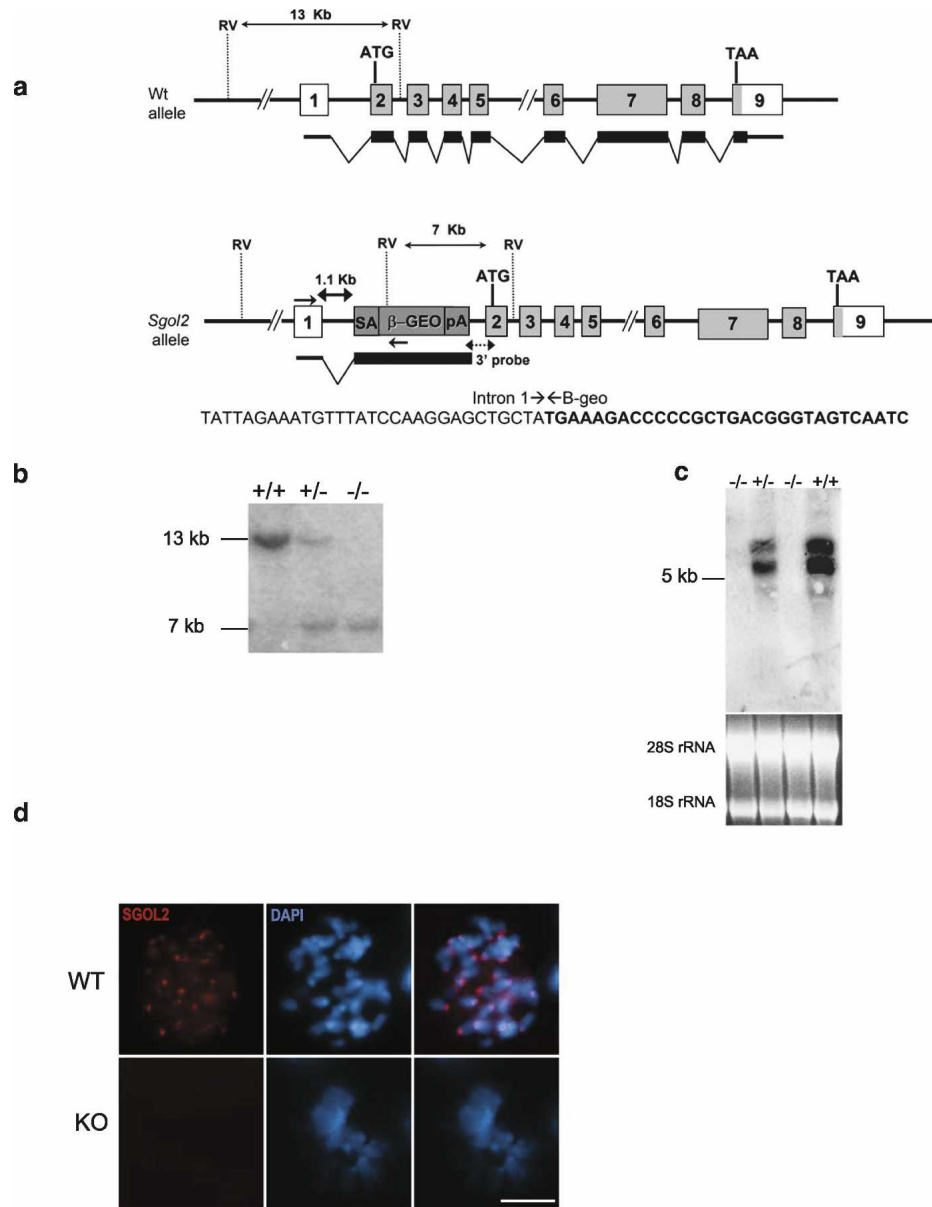 a
Wt
allele
RV
13 Kb
RV
ATG
TAA
1
2
3
4
5
6
7
8
9
Sgol2
allele
RV
1.1 Kb
RV
7 Kb
RV
ATG
TAA
1
SA
β–GEO
pA
2
3
4
5
6
7
8
9
3' probe
Intron 1→←B-geo
TATTAGAAATGTTTATCCAAGGAGCTGCTATGAAAGACCCCCGCTGACGGGTAGTCAATC
b
+/+ +/- -/-
13 kb
7 kb
c
-/- +/- -/- +/+
5 kb
28S rRNA
18S rRNA
d
SGOL2
DAPI
WT
KO